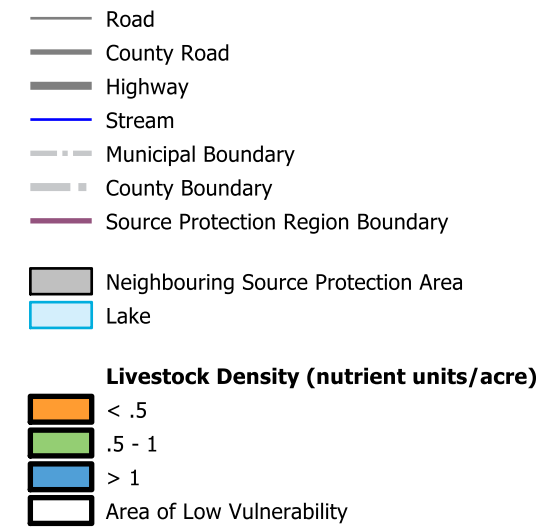 Road
County Road
Highway
Stream
Municipal Boundary
County Boundary
Source Protection Region Boundary
Neighbouring Source Protection Area
Lake
Livestock Density (nutrient units/acre)
< .5
.5 - 1
> 1
Area of Low Vulnerability